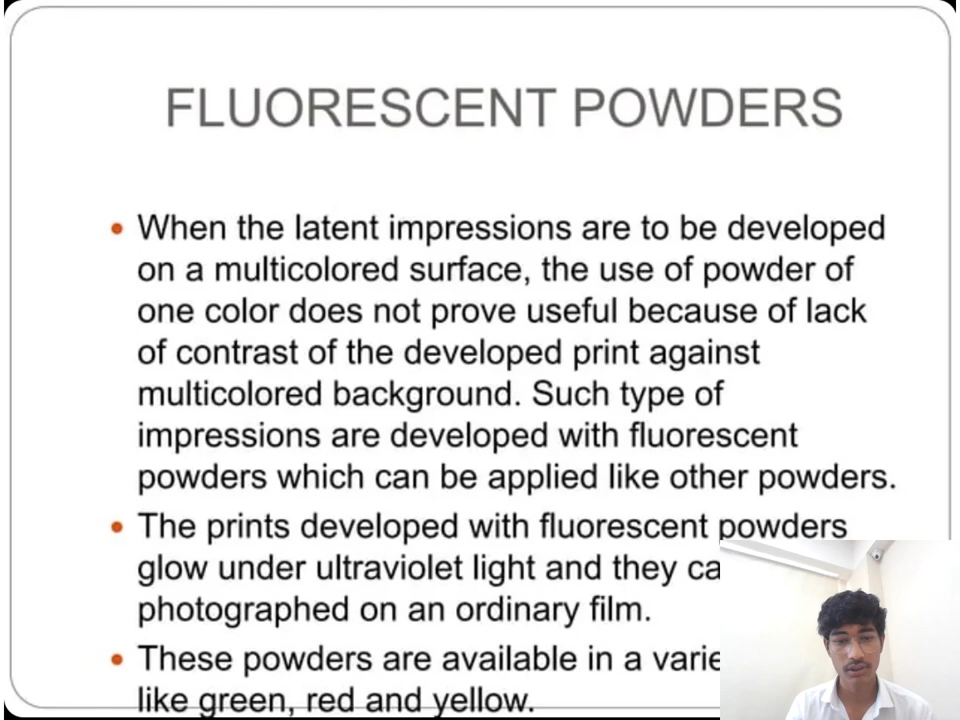 FLUORESCENT POWDERS
• When the latent impressions are to be developed
on a multicolored surface, the use of powder of
one color does not prove useful because of lack
of contrast of the developed print against
multicolored background. Such type of
impressions are developed with fluorescent
powders which can be applied like other powders.
• The prints developed with fluorescent powders
glow under ultraviolet light and they
photographed on an ordinary film.
• These powders are available in a
like green, red and yellow.